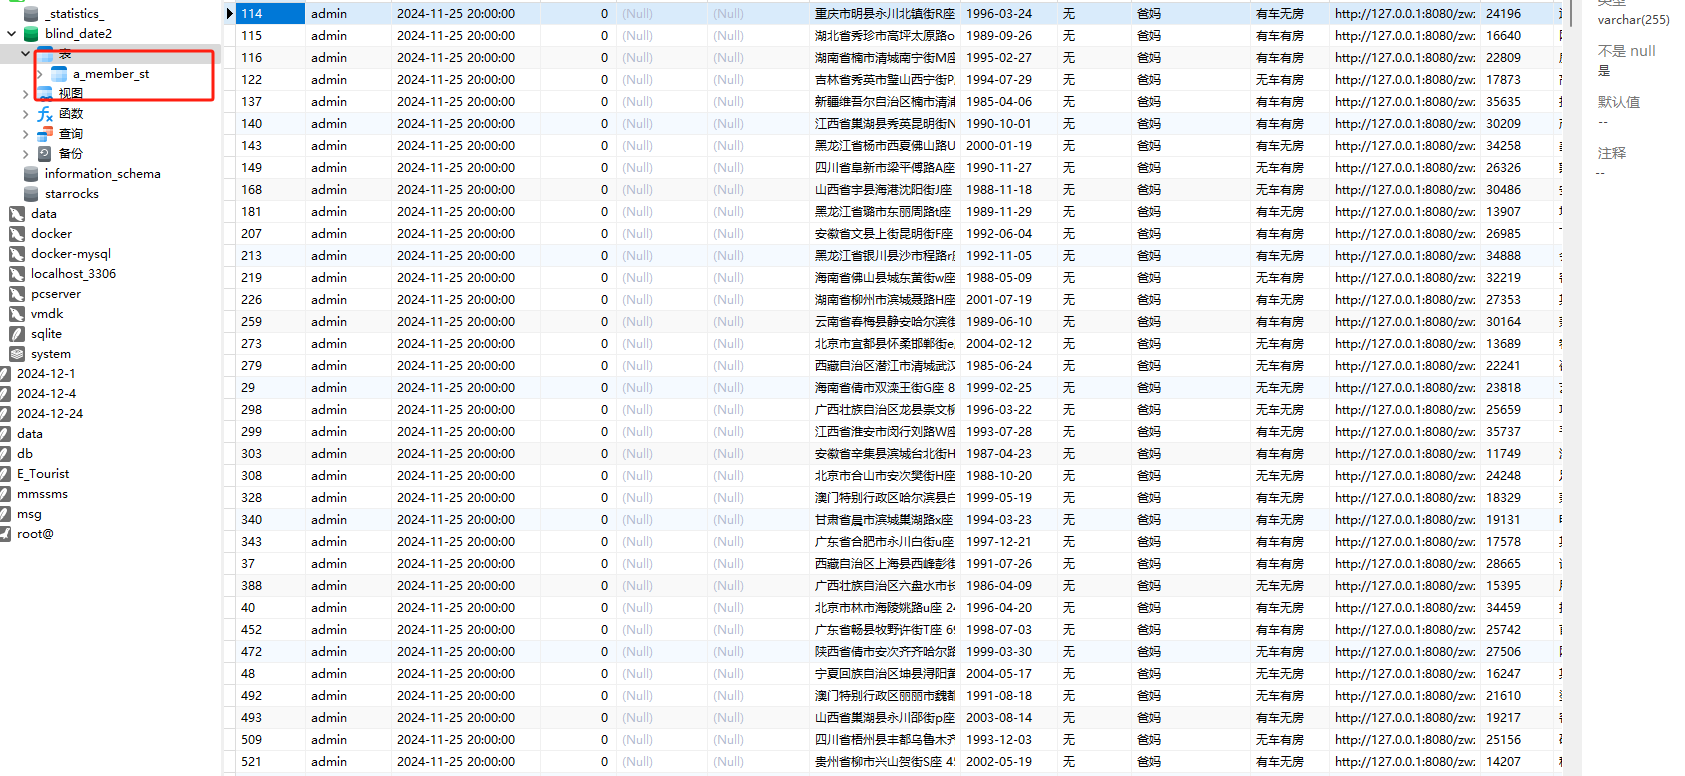 _statistics_
blind_date2
表
a_member_st
视图
函数
查询
备份
information_schema
starrocks
data
docker
docker-mysql
localhost_3306
pcserver
vmdk
sqlite
system
2024-12-1
2024-12-4
2024-12-24
data
db
E_Tourist
mmssms
msg
root@
114 admin 2024-11-25 20:00:00 0 (Null) (Null) 重庆市明县永川北镇街R座 1996-03-24 无 爸妈 有车无房 http://127.0.0.1:8080/zw: 24196
115 admin 2024-11-25 20:00:00 0 (Null) (Null) 湖北省秀珍市高坪太原路o 1989-09-26 无 爸妈 有车有房 http://127.0.0.1:8080/zw: 16640
116 admin 2024-11-25 20:00:00 0 (Null) (Null) 湖南省楠市清城南宁街M座 1995-02-27 无 爸妈 有车有房 http://127.0.0.1:8080/zw: 22809
122 admin 2024-11-25 20:00:00 0 (Null) (Null) 吉林省秀英市璧山西宁街P. 1994-07-29 无 爸妈 无车无房 http://127.0.0.1:8080/zw: 17873
137 admin 2024-11-25 20:00:00 0 (Null) (Null) 新疆维吾尔自治区楠市清浦 1985-04-06 无 爸妈 有车有房 http://127.0.0.1:8080/zw: 35635
140 admin 2024-11-25 20:00:00 0 (Null) (Null) 江西省巢湖县秀英昆明街N 1990-10-01 无 爸妈 有车有房 http://127.0.0.1:8080/zw: 30209
143 admin 2024-11-25 20:00:00 0 (Null) (Null) 黑龙江省杨市西夏佛山路U 2000-01-19 无 爸妈 无车有房 http://127.0.0.1:8080/zw: 34258
149 admin 2024-11-25 20:00:00 0 (Null) (Null) 四川省阜新市梁平傅路A座 1990-11-27 无 爸妈 无车有房 http://127.0.0.1:8080/zw: 26326
168 admin 2024-11-25 20:00:00 0 (Null) (Null) 山西省宇县海港沈阳街J座 1988-11-18 无 爸妈 无车有房 http://127.0.0.1:8080/zw: 30486
181 admin 2024-11-25 20:00:00 0 (Null) (Null) 黑龙江省璐市东丽周路t座 1989-11-29 无 爸妈 有车无房 http://127.0.0.1:8080/zw: 13907
207 admin 2024-11-25 20:00:00 0 (Null) (Null) 安徽省文县上街昆明街F座 1992-06-04 无 爸妈 有车无房 http://127.0.0.1:8080/zw: 26985
213 admin 2024-11-25 20:00:00 0 (Null) (Null) 黑龙江省银川县沙市程路r 1992-11-05 无 爸妈 有车有房 http://127.0.0.1:8080/zw: 34888
219 admin 2024-11-25 20:00:00 0 (Null) (Null) 海南省佛山县城东黄街w座 1988-05-09 无 爸妈 无车有房 http://127.0.0.1:8080/zw: 32219
226 admin 2024-11-25 20:00:00 0 (Null) (Null) 湖南省柳州市滨城聂路H座 2001-07-19 无 爸妈 有车有房 http://127.0.0.1:8080/zw: 27353
259 admin 2024-11-25 20:00:00 0 (Null) (Null) 云南省春梅县静安哈尔滨街 1989-06-10 无 爸妈 有车有房 http://127.0.0.1:8080/zw: 30164
273 admin 2024-11-25 20:00:00 0 (Null) (Null) 北京市宜都县怀柔邯郸街e. 2004-02-12 无 爸妈 无车有房 http://127.0.0.1:8080/zw: 13689
279 admin 2024-11-25 20:00:00 0 (Null) (Null) 西藏自治区潜江市清城武汉 1985-06-24 无 爸妈 无车有房 http://127.0.0.1:8080/zw: 22241
29 admin 2024-11-25 20:00:00 0 (Null) (Null) 海南省倩市双滦王街G座 8 1999-02-25 无 爸妈 无车无房 http://127.0.0.1:8080/zw: 23818
298 admin 2024-11-25 20:00:00 0 (Null) (Null) 广西壮族自治区龙县崇文柳 1996-03-22 无 爸妈 有车无房 http://127.0.0.1:8080/zw: 25659
299 admin 2024-11-25 20:00:00 0 (Null) (Null) 江西省淮安市闵行刘路W座 1993-07-28 无 爸妈 有车有房 http://127.0.0.1:8080/zw: 35737
303 admin 2024-11-25 20:00:00 0 (Null) (Null) 安徽省辛集县滨城台北街H 1987-04-23 无 爸妈 有车无房 http://127.0.0.1:8080/zw: 11749
308 admin 2024-11-25 20:00:00 0 (Null) (Null) 北京市合山市安次樊街H座 1988-10-20 无 爸妈 无车有房 http://127.0.0.1:8080/zw: 24248
328 admin 2024-11-25 20:00:00 0 (Null) (Null) 澳门特别行政区哈尔滨县白 1999-05-19 无 爸妈 有车无房 http://127.0.0.1:8080/zw: 18329
340 admin 2024-11-25 20:00:00 0 (Null) (Null) 甘肃省晨市滨城巢湖路x座 1994-03-23 无 爸妈 有车有房 http://127.0.0.1:8080/zw: 19131
343 admin 2024-11-25 20:00:00 0 (Null) (Null) 广东省合肥市永川白街u座 1997-12-21 无 爸妈 有车有房 http://127.0.0.1:8080/zw: 17578
37 admin 2024-11-25 20:00:00 0 (Null) (Null) 西藏自治区上海县西峰彭街 1991-07-26 无 爸妈 有车有房 http://127.0.0.1:8080/zw: 28665
388 admin 2024-11-25 20:00:00 0 (Null) (Null) 广西壮族自治区六盘水市长 1986-04-09 无 爸妈 无车无房 http://127.0.0.1:8080/zw: 15395
40 admin 2024-11-25 20:00:00 0 (Null) (Null) 北京市林市海陵姚路u座 24 1996-04-20 无 爸妈 无车有房 http://127.0.0.1:8080/zw: 34459
452 admin 2024-11-25 20:00:00 0 (Null) (Null) 广东省畅县牧野许街T座 69 1998-07-03 无 爸妈 有车有房 http://127.0.0.1:8080/zw: 25742
472 admin 2024-11-25 20:00:00 0 (Null) (Null) 陕西省倩市安次齐齐哈尔路 1999-03-30 无 爸妈 无车有房 http://127.0.0.1:8080/zw: 27506
48 admin 2024-11-25 20:00:00 0 (Null) (Null) 宁夏回族自治区坤县浔阳黄 2004-05-17 无 爸妈 无车有房 http://127.0.0.1:8080/zw: 16247
492 admin 2024-11-25 20:00:00 0 (Null) (Null) 澳门特别行政区丽丽市魏都 1991-08-18 无 爸妈 无车有房 http://127.0.0.1:8080/zw: 21610
493 admin 2024-11-25 20:00:00 0 (Null) (Null) 山西省巢湖县永川邵街p座 2003-08-14 无 爸妈 有车无房 http://127.0.0.1:8080/zw: 19217
509 admin 2024-11-25 20:00:00 0 (Null) (Null) 四川省梧州县丰都乌鲁木齐 1993-12-03 无 爸妈 无车有房 http://127.0.0.1:8080/zw: 25156
521 admin 2024-11-25 20:00:00 0 (Null) (Null) 贵州省柳市兴山贺街S座 45 2002-05-19 无 爸妈 有车有房 http://127.0.0.1:8080/zw: 14207
类型
varchar(255)
不是 null
是
默认值
--
注释
--